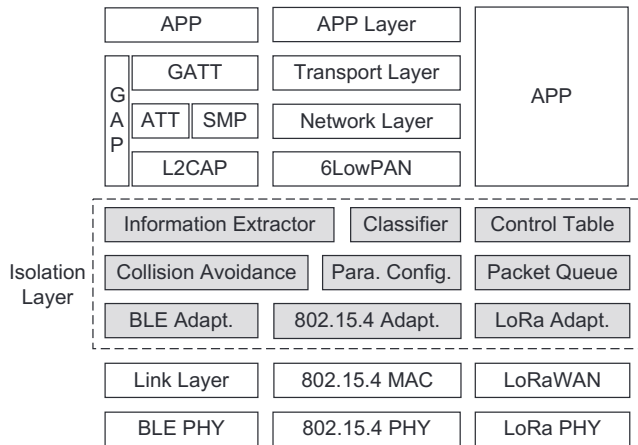 APP
APP Layer
APP
GAP
GATT
Transport Layer
ATT
SMP
Network Layer
L2CAP
6LowPAN
Isolation Layer
Information Extractor
Classifier
Control Table
Collision Avoidance
Para. Config.
Packet Queue
BLE Adapt.
802.15.4 Adapt.
LoRa Adapt.
Link Layer
802.15.4 MAC
LoRaWAN
BLE PHY
802.15.4 PHY
LoRa PHY